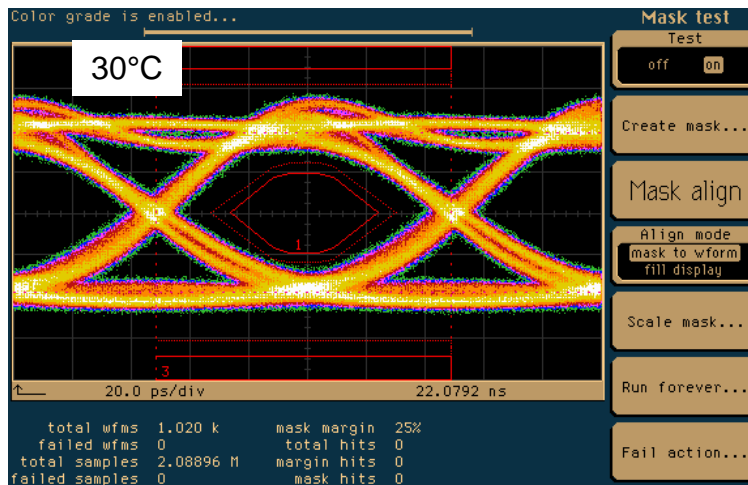 Color grade is enabled...
Mask test
Test
off on
30°C
Create mask...
Mask align
1
Align mode
mask to wform
fill display
Scale mask...
3
20.0 ps/div 22.0792 ns
Run forever...
total wfms 1.020 k mask margin 25%
failed wfms 0 total hits 0
total samples 2.08896 M margin hits 0
failed samples 0 mask hits 0
Fail action...